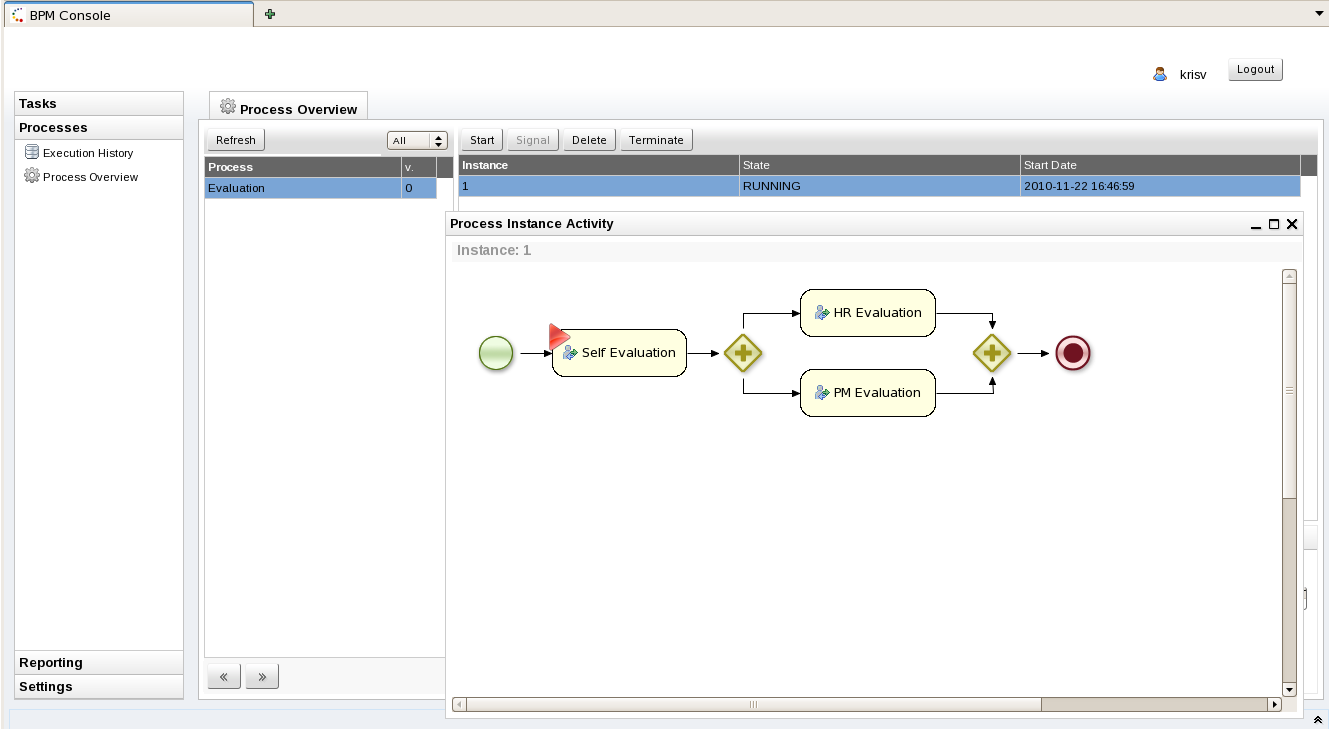 BPM Console
krisv
Logout
Tasks
Processes
Execution History
Process Overview
Reporting
Settings
Process Overview
Refresh
All
Process v.
Evaluation 0
«
»
Start Signal Delete Terminate
Instance State Start Date
1 RUNNING 2010-11-22 16:46:59
Process Instance Activity
Instance: 1
Self Evaluation
HR Evaluation
PM Evaluation